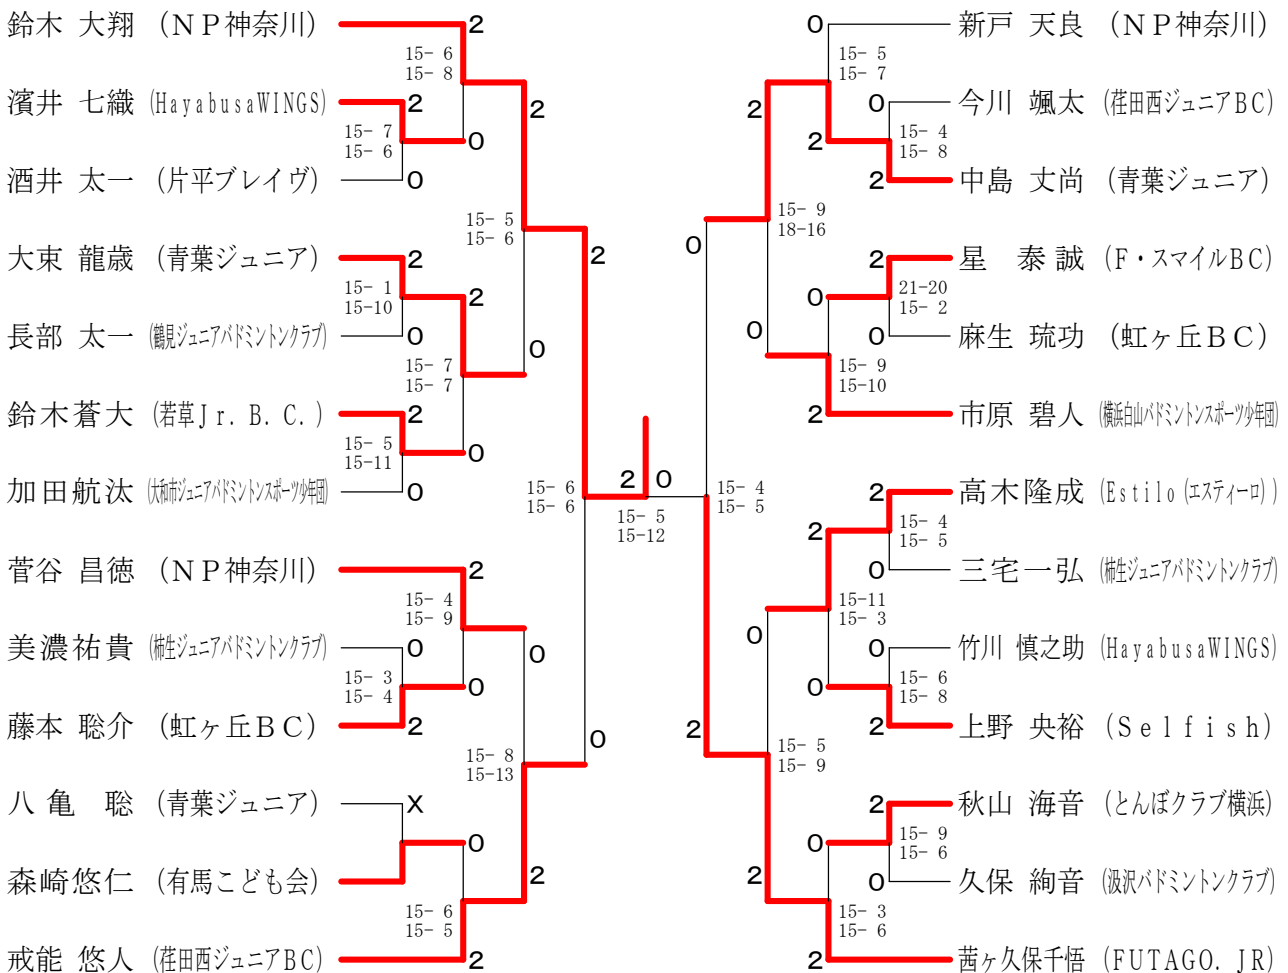 鈴木 大翔 （ＮＰ神奈川） 2
15- 6
15- 8
濱井 七織 (HayabusaWINGS) 2
2
15- 7
15- 6
0
酒井 太一 （片平ブレイヴ） 0
15- 5
15- 6
大束 龍歳 （青葉ジュニア） 2
2
15- 1
15-10
2
長部 太一 (鶴見ジュニアバドミントンクラブ) 0
0
15- 7
15- 7
鈴木蒼大 （若草Jr. B. C. ） 2
15- 5
15-11
0
加田航汰 (大和市ジュニアバドミントンスポーツ少年団) 0
15- 6
15- 6
2 0
15- 5
15-12
菅谷 昌徳 （ＮＰ神奈川） 2
15- 4
15- 9
美濃祐貴 (柿生ジュニアバドミントンクラブ) 0
0
15- 3
15- 4
0
藤本 聡介 （虹ヶ丘ＢＣ） 2
0
15- 8
15-13
八亀 聡 （青葉ジュニア） X
0
森崎悠仁 （有馬こども会）
2
15- 6
15- 5
戒能 悠人 (荏田西ジュニアBC) 2
0 新戸 天良 （ＮＰ神奈川）
15- 5
15- 7
2
0 今川 颯太 (荏田西ジュニアBC)
15- 4
15- 8
2
2 中島 丈尚 （青葉ジュニア）
15- 9
18-16
0
2 星 泰誠 （F・スマイルBC）
0
21-20
15- 2
0
0 麻生 琉功 （虹ヶ丘ＢＣ）
15- 9
15-10
2 市原 碧人 (横浜白山バドミントンスポーツ少年団)
15- 4
15- 5
2 高木隆成 (Estilo(エスティーロ))
2
15- 4
15- 5
0 三宅一弘 (柿生ジュニアバドミントンクラブ)
15-11
15- 3
0
0 竹川 慎之助 (HayabusaWINGS)
15- 6
15- 8
0
2 上野 央裕 （Selfish）
2
15- 5
15- 9
2 秋山 海音 （とんぼクラブ横浜）
0
15- 9
15- 6
2
0 久保 絢音 (汲沢バドミントンクラブ)
15- 3
15- 6
2 茜ヶ久保千悟 （FUTAGO. JR）